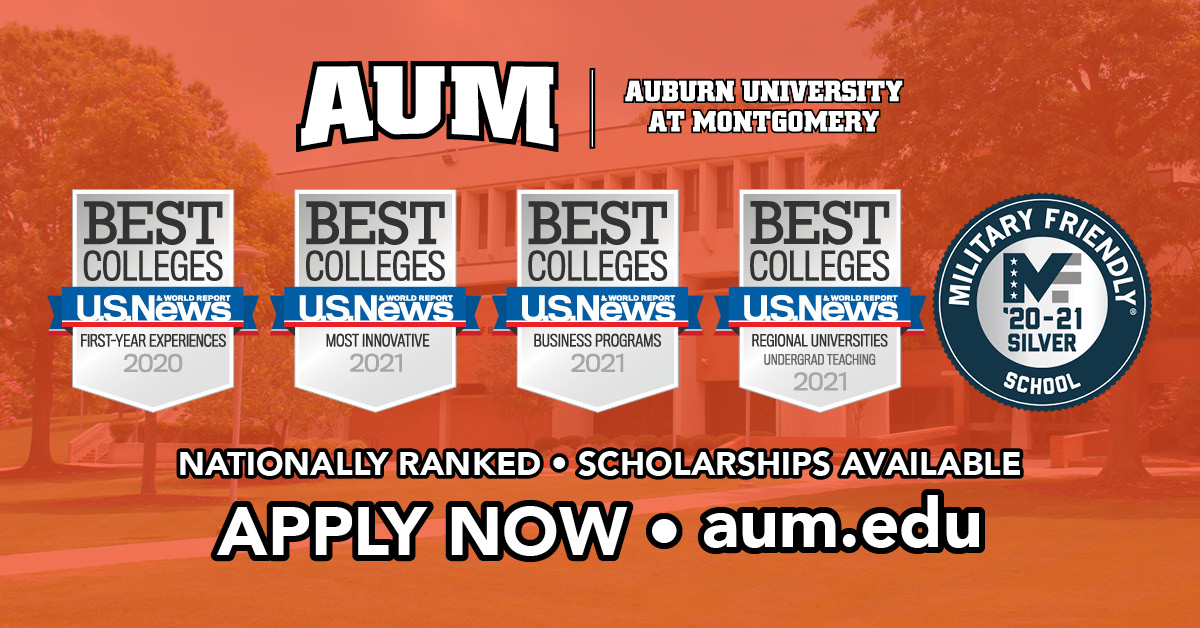 AUM
AUBURN UNIVERSITY
AT MONTGOMERY
BEST
COLLEGES
U.S.News
& WORLD REPORT
FIRST-YEAR EXPERIENCES
2020
BEST
COLLEGES
U.S.News
& WORLD REPORT
MOST INNOVATIVE
2021
BEST
COLLEGES
U.S.News
& WORLD REPORT
BUSINESS PROGRAMS
2021
BEST
COLLEGES
U.S.News
& WORLD REPORT
REGIONAL UNIVERSITIES
UNDERGRAD TEACHING
2021
MILITARY FRIENDLY®
MF
'20-21
SILVER
SCHOOL
NATIONALLY RANKED • SCHOLARSHIPS AVAILABLE
APPLY NOW • aum.edu